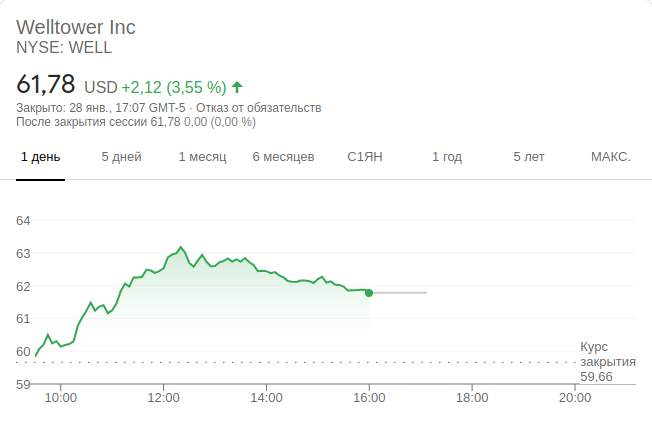 Welltower Inc
NYSE: WELL
61,78 USD +2,12 (3,55 %)
Закрыто: 28 янв., 17:07 GMT-5 · Отказ от обязательств
После закрытия сессии 61,78 0,00 (0,00 %)
1 день 5 дней 1 месяц 6 месяцев С1ЯН 1 год 5 лет МАКС.
64
63
62
61
60
59
Курс
закрытия
59,66
10:00 12:00 14:00 16:00 18:00 20:00